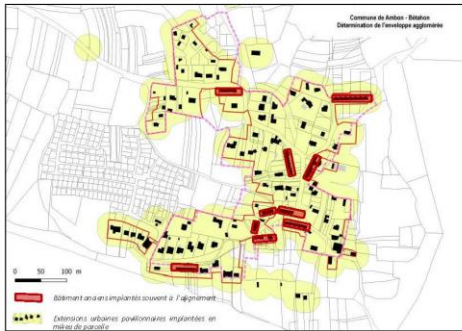 Commune de Ambon - Bétahon
Détermination de l'enveloppe agglomérée
0 50 100 m
Bâtiment anciens implantés souvent à l'alignement
Extensions urbaines pavillonnaires implantées en
milieu de parcelle